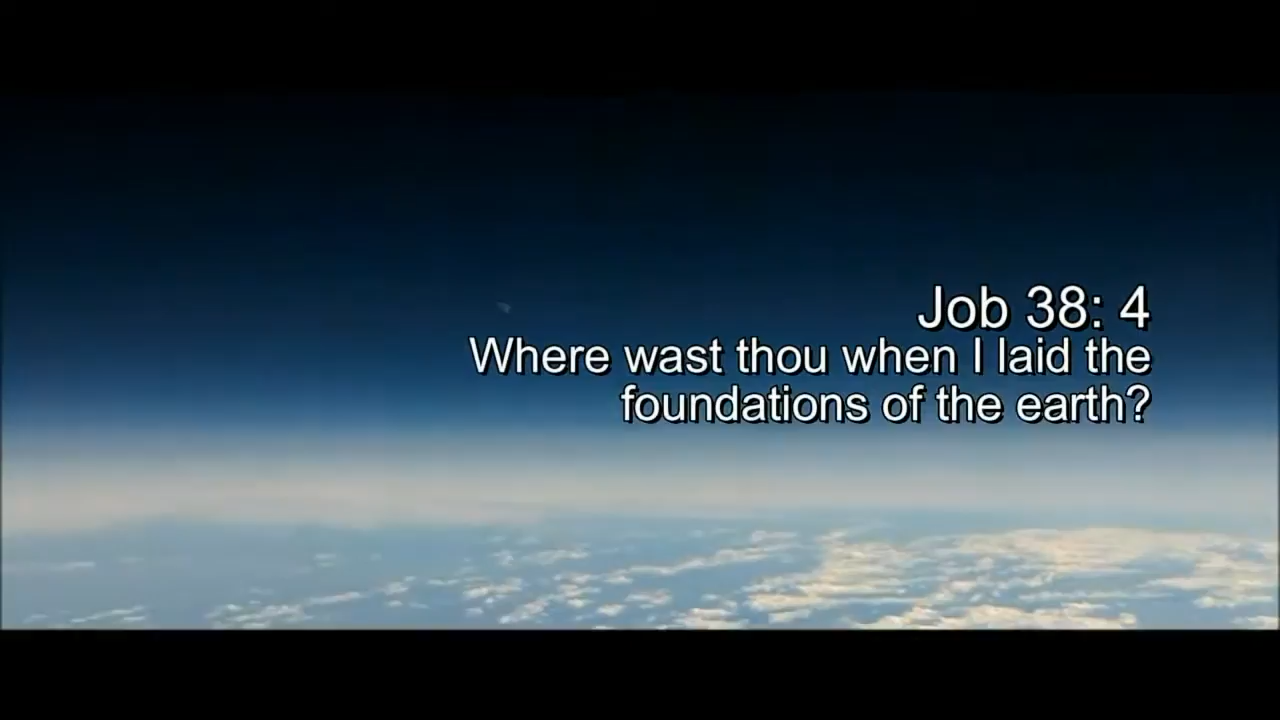 Job 38: 4
Where wast thou when I laid the
foundations of the earth?